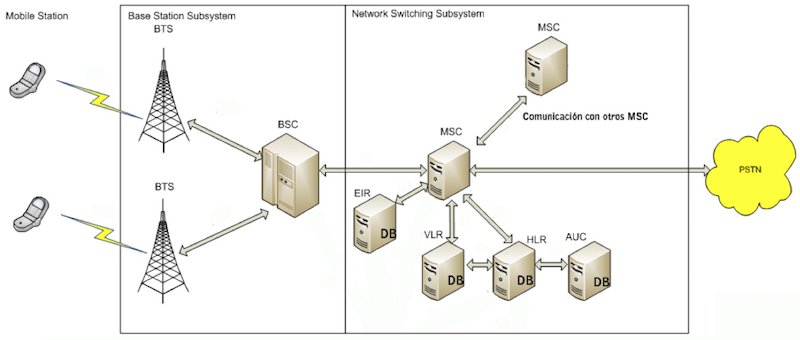 Mobile Station
Base Station Subsystem
Network Switching Subsystem
BTS
MSC
BSC
MSC
Comunicación con otros MSC
PSTN
BTS
EIR
DB
VLR
HLR
AUC
DB
DB
DB